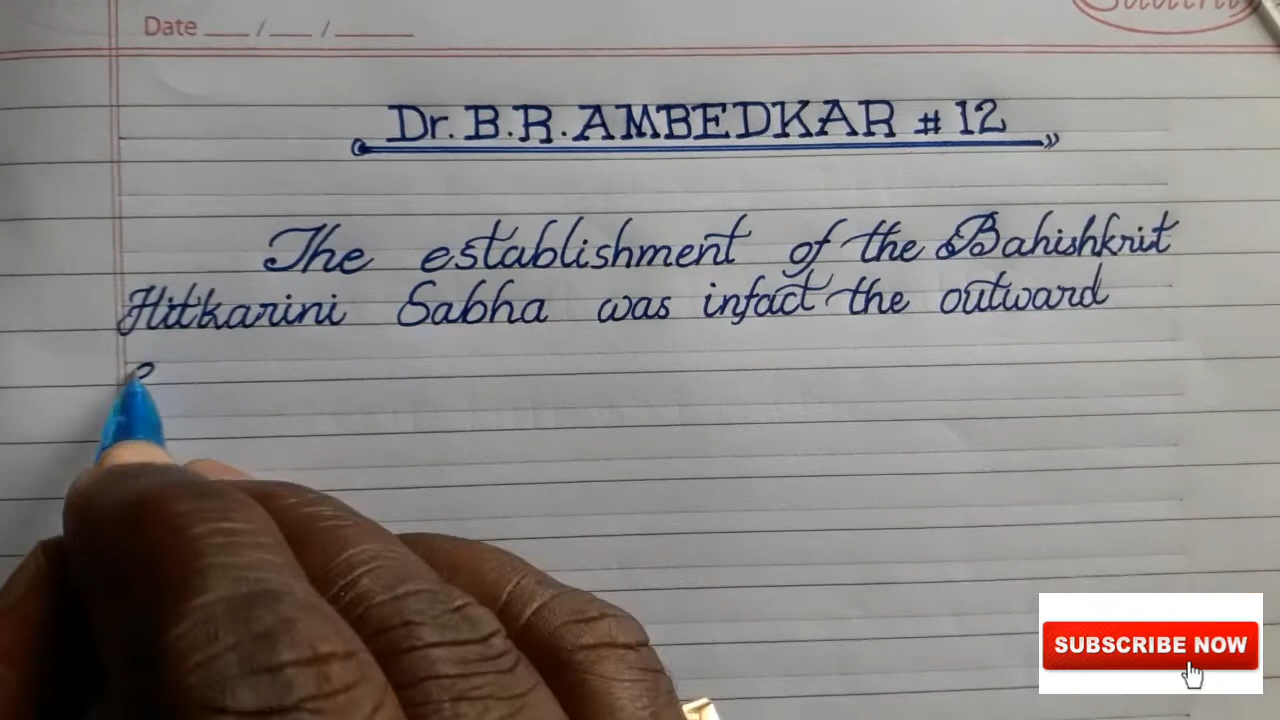 Date ___/___/_____
Dr. B.R. AMBEDKAR # 12
The establishment of the Bahishkrit
Hitkarini Sabha was infact the outward
SUBSCRIBE NOW